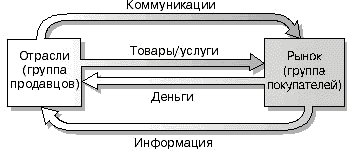 Коммуникации
Отрасли
(группа
продавцов)
Товары/услуги
Деньги
Рынок
(группа
покупателей)
Информация